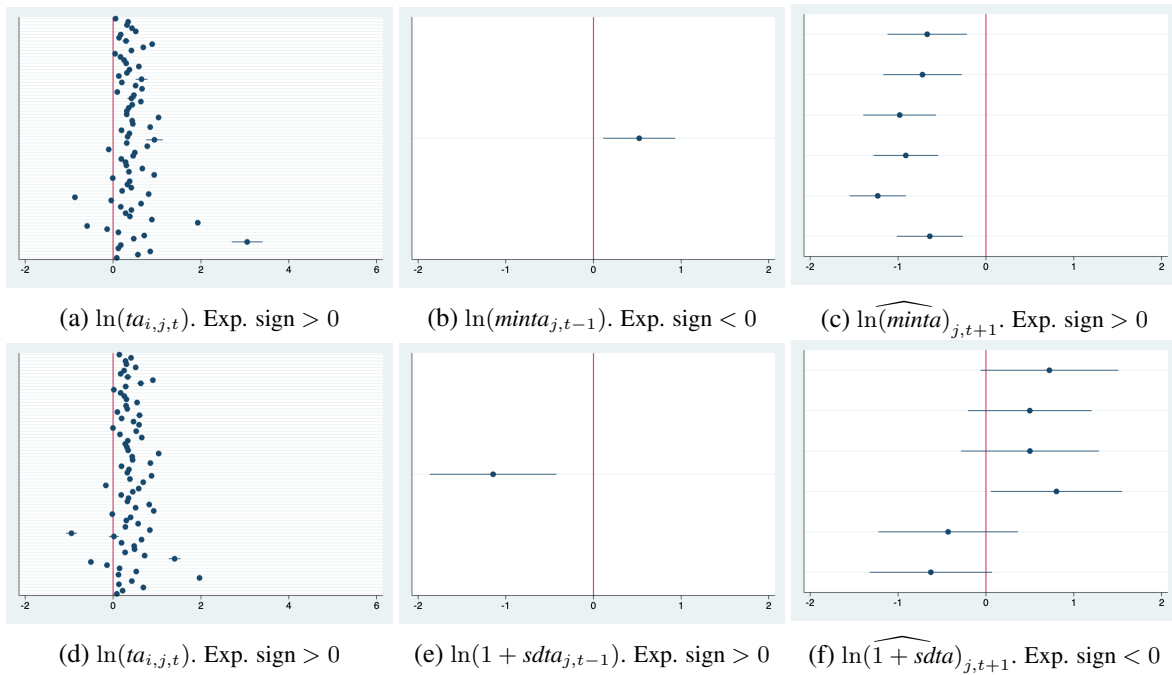 -2 0 2 4 6
-2 -1 0 1 2
-2 -1 0 1 2
(a) ln(ta_{i,j,t}). Exp. sign > 0
(b) ln(minta_{j,t−1}). Exp. sign < 0
(c) \widehat{ln(minta)}_{j,t+1}. Exp. sign > 0
-2 0 2 4 6
-2 -1 0 1 2
-2 -1 0 1 2
(d) ln(ta_{i,j,t}). Exp. sign > 0
(e) ln(1 + sdta_{j,t−1}). Exp. sign > 0
(f) \widehat{ln(1 + sdta)}_{j,t+1}. Exp. sign < 0